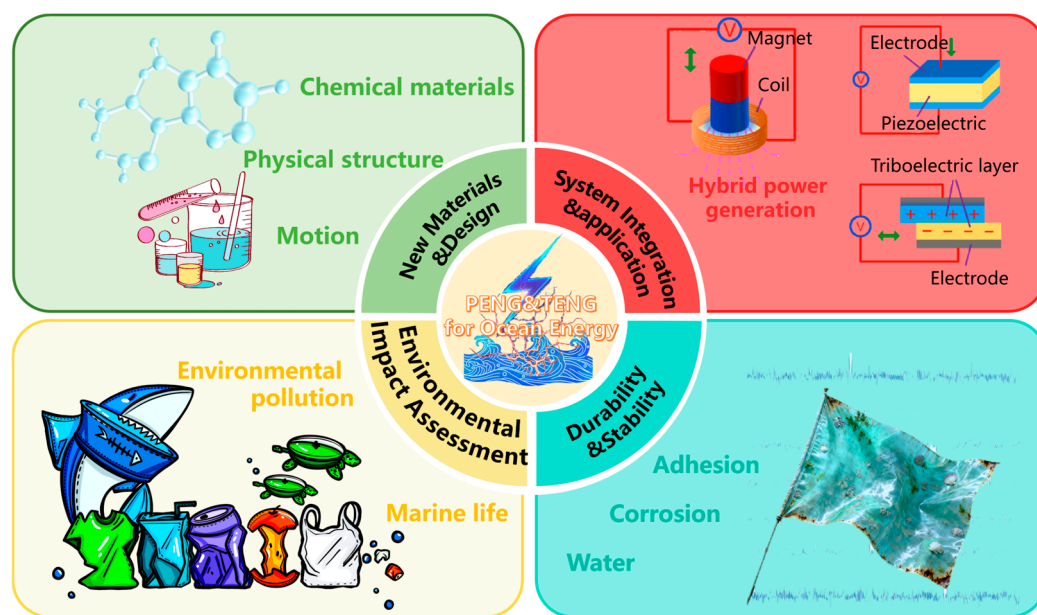 Chemical materials
Physical structure
Motion
New Materials
&Design
V
Magnet
Coil
Electrode
V
Piezoelectric
Hybrid power
generation
Triboelectric layer
V
+ + + +
− − − − −
Electrode
System Integration
&application
PENG&TENG
for Ocean Energy
Environmental
pollution
Marine life
Environmental
Impact Assessment
Durability
&Stability
Adhesion
Corrosion
Water